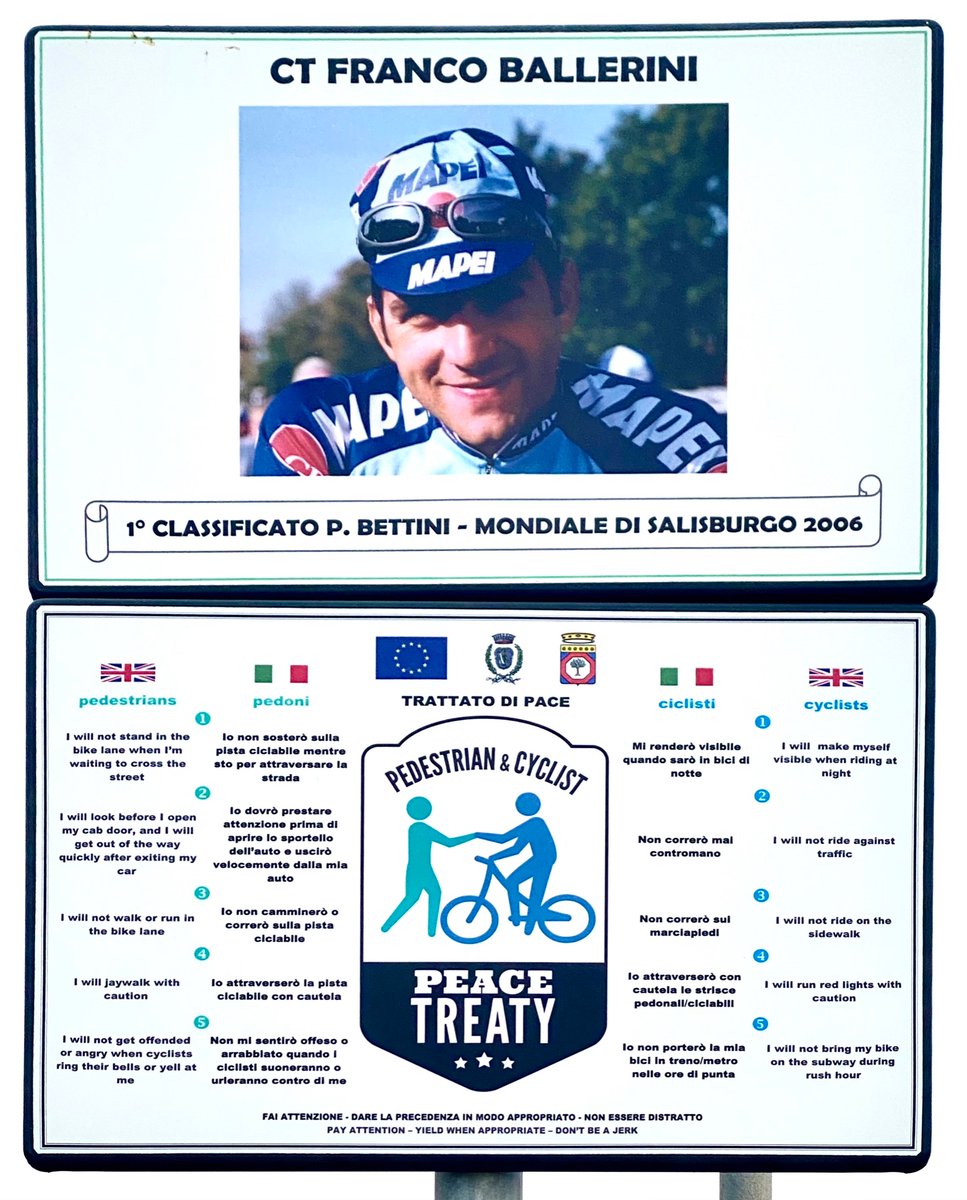 CT FRANCO BALLERINI
MAPEI
MAPEI
MAPE
MAPEI
MAPEI
1° CLASSIFICATO P. BETTINI - MONDIALE DI SALISBURGO 2006
TRATTATO DI PACE
pedestrians
1
I will not stand in the
bike lane when I'm
waiting to cross the
street
2
I will look before I open
my cab door, and I will
get out of the way
quickly after exiting my
car
3
I will not walk or run in
the bike lane
4
I will jaywalk with
caution
5
I will not get offended
or angry when cyclists
ring their bells or yell at
me
pedoni
Io non sosterò sulla
pista ciclabile mentre
sto per attraversare la
strada
Io dovrò prestare
attenzione prima di
aprire lo sportello
dell'auto e uscirò
velocemente dalla mia
auto
Io non camminerò o
correrò sulla pista
ciclabile
Io attraverserò la pista
ciclabile con cautela
Non mi sentirò offeso o
arrabbiato quando i
ciclisti suoneranno o
urleranno contro di me
PEDESTRIAN & CYCLIST
PEACE
TREATY
ciclisti
1
Mi renderò visibile
quando sarò in bici di
notte
2
Non correrò mai
contromano
3
Non correrò sui
marciapiedi
4
Io attraverserò con
cautela le strisce
pedonali/ciclabili
5
Io non porterò la mia
bici in treno/metro
nelle ore di punta
cyclists
I will make myself
visible when riding at
night
I will not ride against
traffic
I will not ride on the
sidewalk
I will run red lights with
caution
I will not bring my bike
on the subway during
rush hour
FAI ATTENZIONE - DARE LA PRECEDENZA IN MODO APPROPRIATO - NON ESSERE DISTRATTO
PAY ATTENTION – YIELD WHEN APPROPRIATE – DON'T BE A JERK